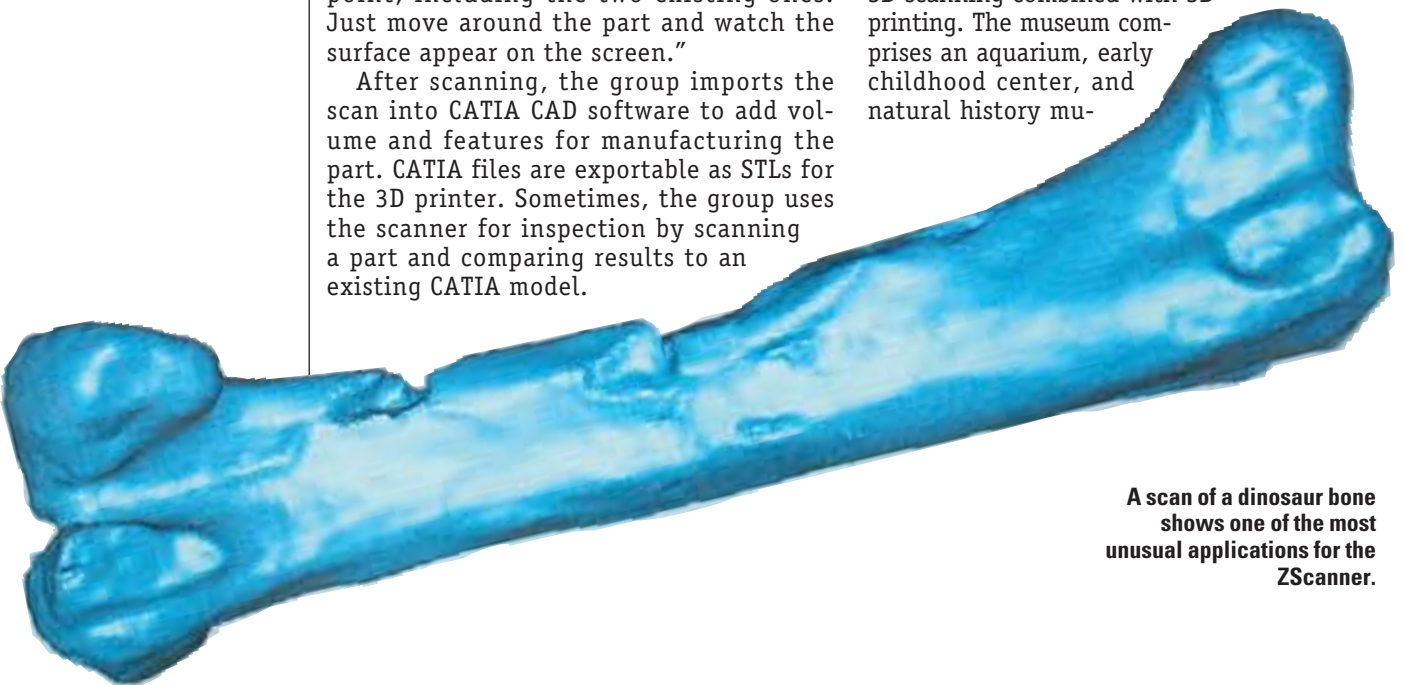 point, including the two existing ones.
Just move around the part and watch the
surface appear on the screen.”
After scanning, the group imports the
scan into CATIA CAD software to add vol-
ume and features for manufacturing the
part. CATIA files are exportable as STLs for
the 3D printer. Sometimes, the group uses
the scanner for inspection by scanning
a part and comparing results to an
existing CATIA model.
3D scanning combined with 3D
printing. The museum com-
prises an aquarium, early
childhood center, and
natural history mu-
A scan of a dinosaur bone
shows one of the most
unusual applications for the
ZScanner.